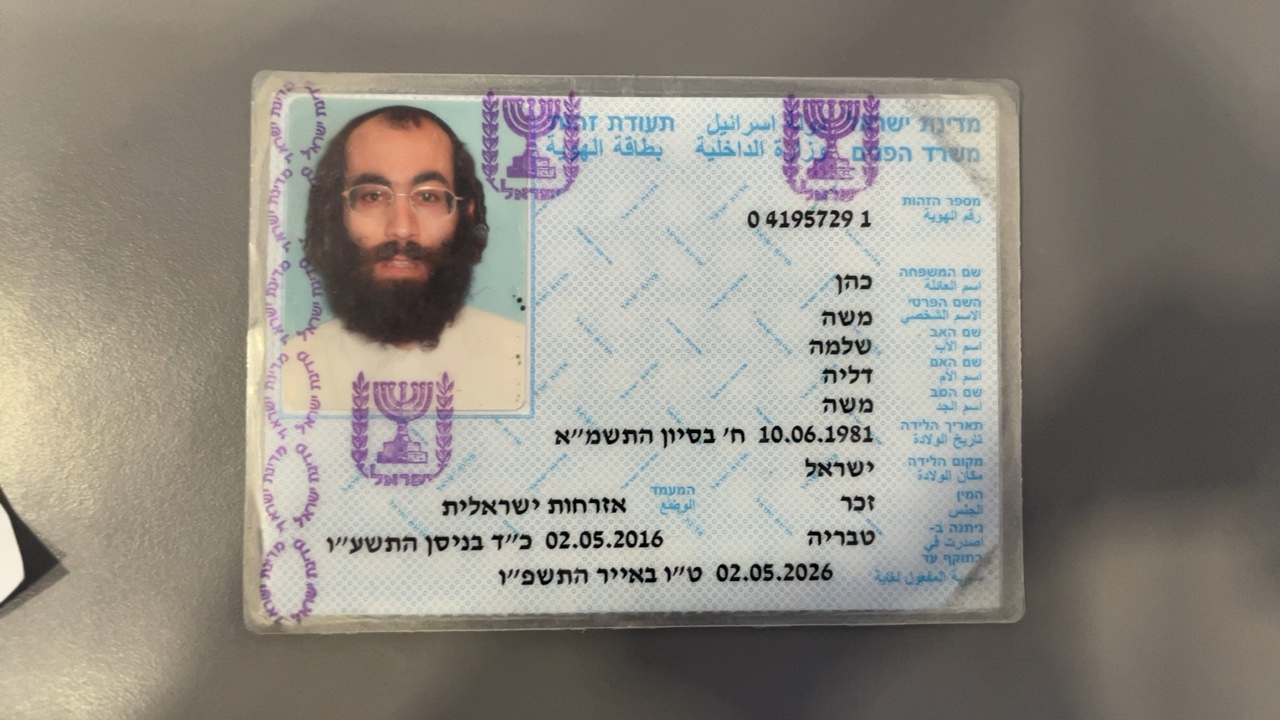 מדינת ישראל دولة اسرائيل תעודת זהות
משרד הפנים وزارة الداخلية بطاقة الهوية
מספר הזהות
رقم الهوية
0 4195729 1
שם המשפחה
اسم العائلة
כהן
השם הפרטי
الاسم الشخصي
משה
שם האב
اسم الأب
שלמה
שם האם
اسم الأم
דליה
שם הסב
اسم الجد
משה
תאריך הלידה
تاريخ الولادة
10.06.1981 ח׳ בסיון התשמ״א
מקום הלידה
مكان الولادة
ישראל
המין
الجنس
זכר
המעמד
الوضع
אזרחות ישראלית
ניתנה ב-
اصدرت في
טבריה 02.05.2016 כ״ד בניסן התשע״ו
בתוקף עד
سارية المفعول لغاية
02.05.2026 ט״ו באייר התשפ״ו
ישראל
ישראל
ישראל
מדינת ישראל